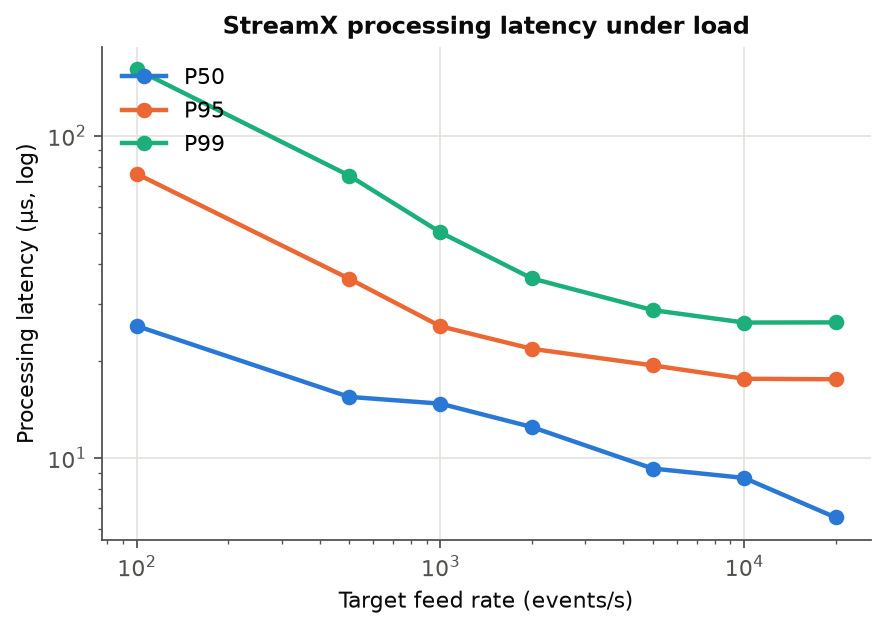 StreamX processing latency under load
P50
P95
P99
Processing latency (µs, log)
10²
10¹
10²
10³
10⁴
Target feed rate (events/s)